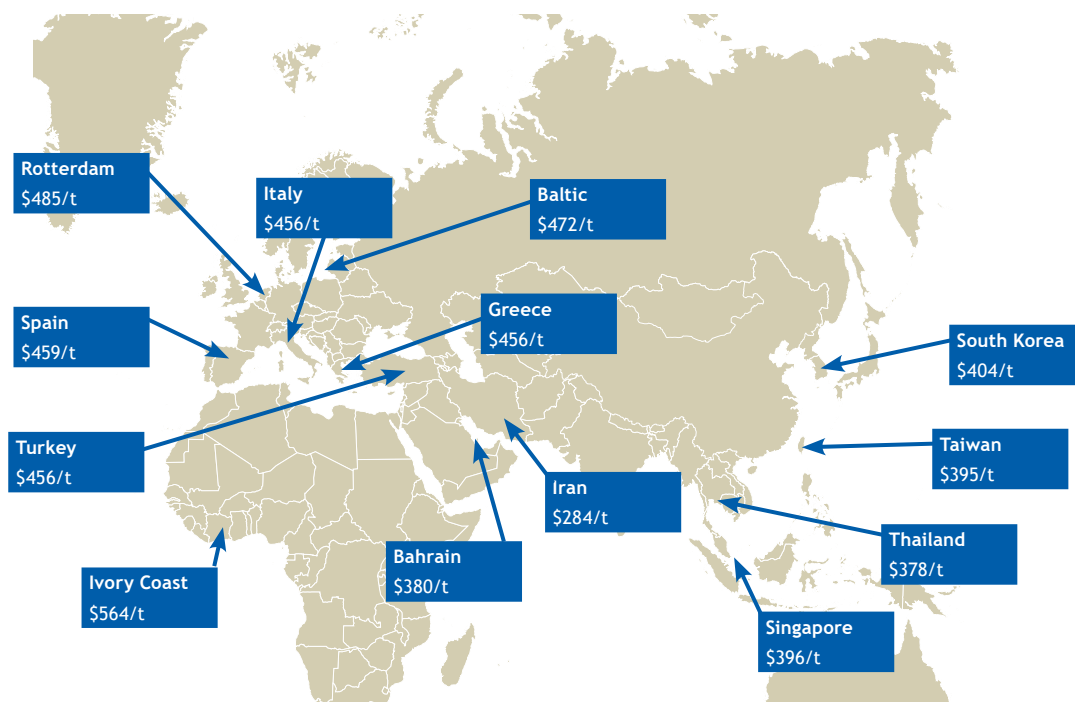 Rotterdam
$485/t
Italy
$456/t
Baltic
$472/t
Spain
$459/t
Greece
$456/t
South Korea
$404/t
Turkey
$456/t
Taiwan
$395/t
Iran
$284/t
Thailand
$378/t
Bahrain
$380/t
Ivory Coast
$564/t
Singapore
$396/t